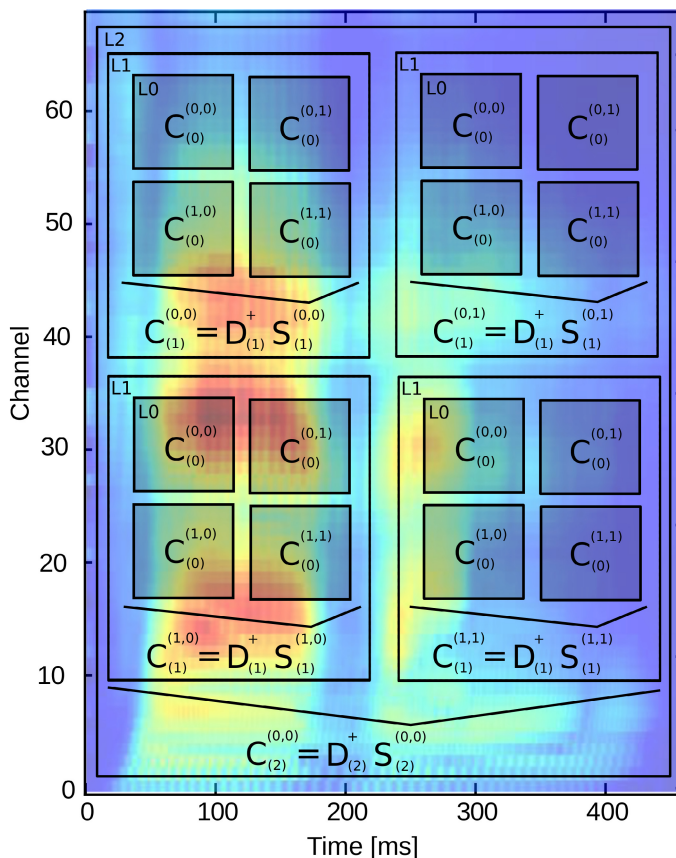 L2
L1 L1
L0 L0
60
C(0)(0,0) C(0)(0,1) C(0)(0,0) C(0)(0,1)
50
C(0)(1,0) C(0)(1,1) C(0)(1,0) C(0)(1,1)
40
C(1)(0,0) = D(1)+ S(1)(0,0) C(1)(0,1) = D(1)+ S(1)(0,1)
Channel
L1 L1
L0 L0
30
C(0)(0,0) C(0)(0,1) C(0)(0,0) C(0)(0,1)
20
C(0)(1,0) C(0)(1,1) C(0)(1,0) C(0)(1,1)
C(1)(1,0) = D(1)+ S(1)(1,0) C(1)(1,1) = D(1)+ S(1)(1,1)
10
C(2)(0,0) = D(2)+ S(2)(0,0)
0
0 100 200 300 400
Time [ms]